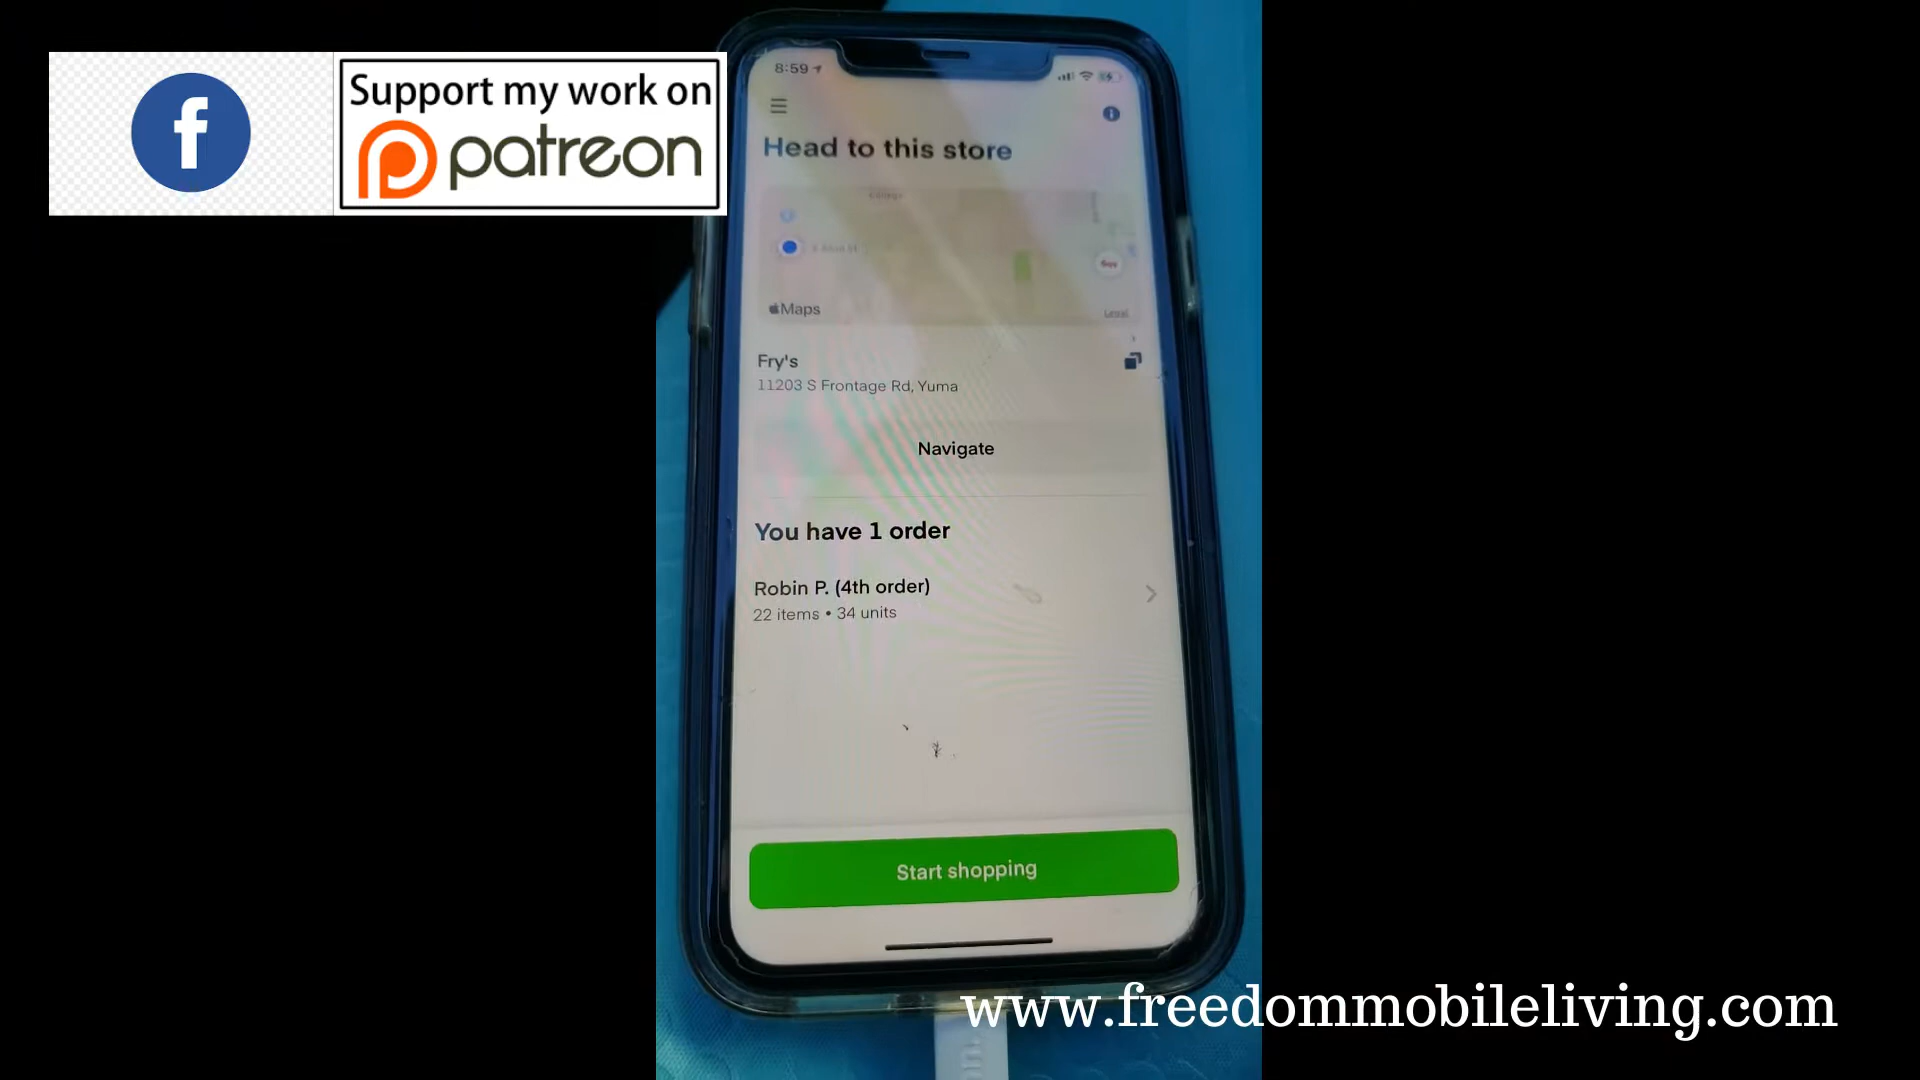 f
Support my work on
patreon
8:59
Head to this store
Maps
Legal
Fry's
11203 S Frontage Rd, Yuma
Navigate
You have 1 order
Robin P. (4th order)
22 items • 34 units
Start shopping
www.freedommobileliving.com